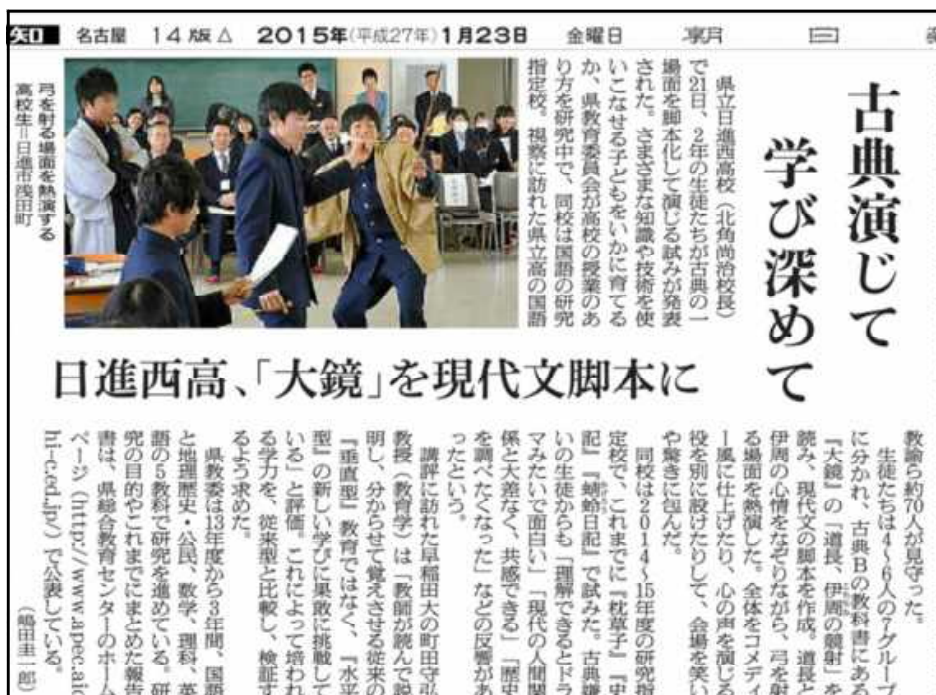 知 名古屋 14版△ 2015年(平成27年)1月23日 金曜日 朝 日
古典演じて
学び深めて
日進西高、「大鏡」を現代文脚本に
弓を射る場面を熱演する
高校生=日進市浅田町
県立日進西高校(北角尚治校長)
で21日、2年の生徒たちが古典の一
場面を脚本化して演じる試みが発表
された。さまざまな知識や技術を使
いこなせる子どもをいかに育てる
か、県教育委員会が高校の授業のあ
り方を研究中で、同校は国語の研究
指定校。視察に訪れた県立高の国語
教諭ら約70人が見守った。
生徒たちは4~6人の7グループ
に分かれ、古典Bの教科書にあ
『大鏡』の「道長、伊周の競射」を
読み、現代文の脚本を作成。道長と
伊周の心情をなぞりながら、弓を射
る場面を熱演した。全体をコメディ
ー風に仕上げたり、心の声を演じる
役を別に設けたりして、会場を笑い
や驚きに包んだ。
同校は2014~15年度の研究指
定校で、これまでに『枕草子』『史
記』『蜻蛉日記』で試みた。古典嫌
いの生徒からも「理解できるとドラ
マみたいで面白い」「現代の人間関
係と大差なく、共感できる」「歴史
を調べたくなった」などの反響があ
ったという。
講評に訪れた早稲田大の町田守弘
教授(教育学)は「教師が読んで説
明し、分からせて覚えさせる従来の
『垂直型』教育ではなく、『水平
型』の新しい学びに果敢に挑戦して
いる」と評価。これによって培われ
る学力を、従来型と比較し、検証す
るよう求めた。
県教委は13年度から3年間、国語
と地理歴史・公民、数学、理科、英
語の5教科で研究を進めている。研
究の目的やこれまでにまとめた報告
書は、県総合教育センターのホーム
ページ(http://www.apec.aic
hi-c.ed.jp/)で公表している。
(嶋田圭一郎)